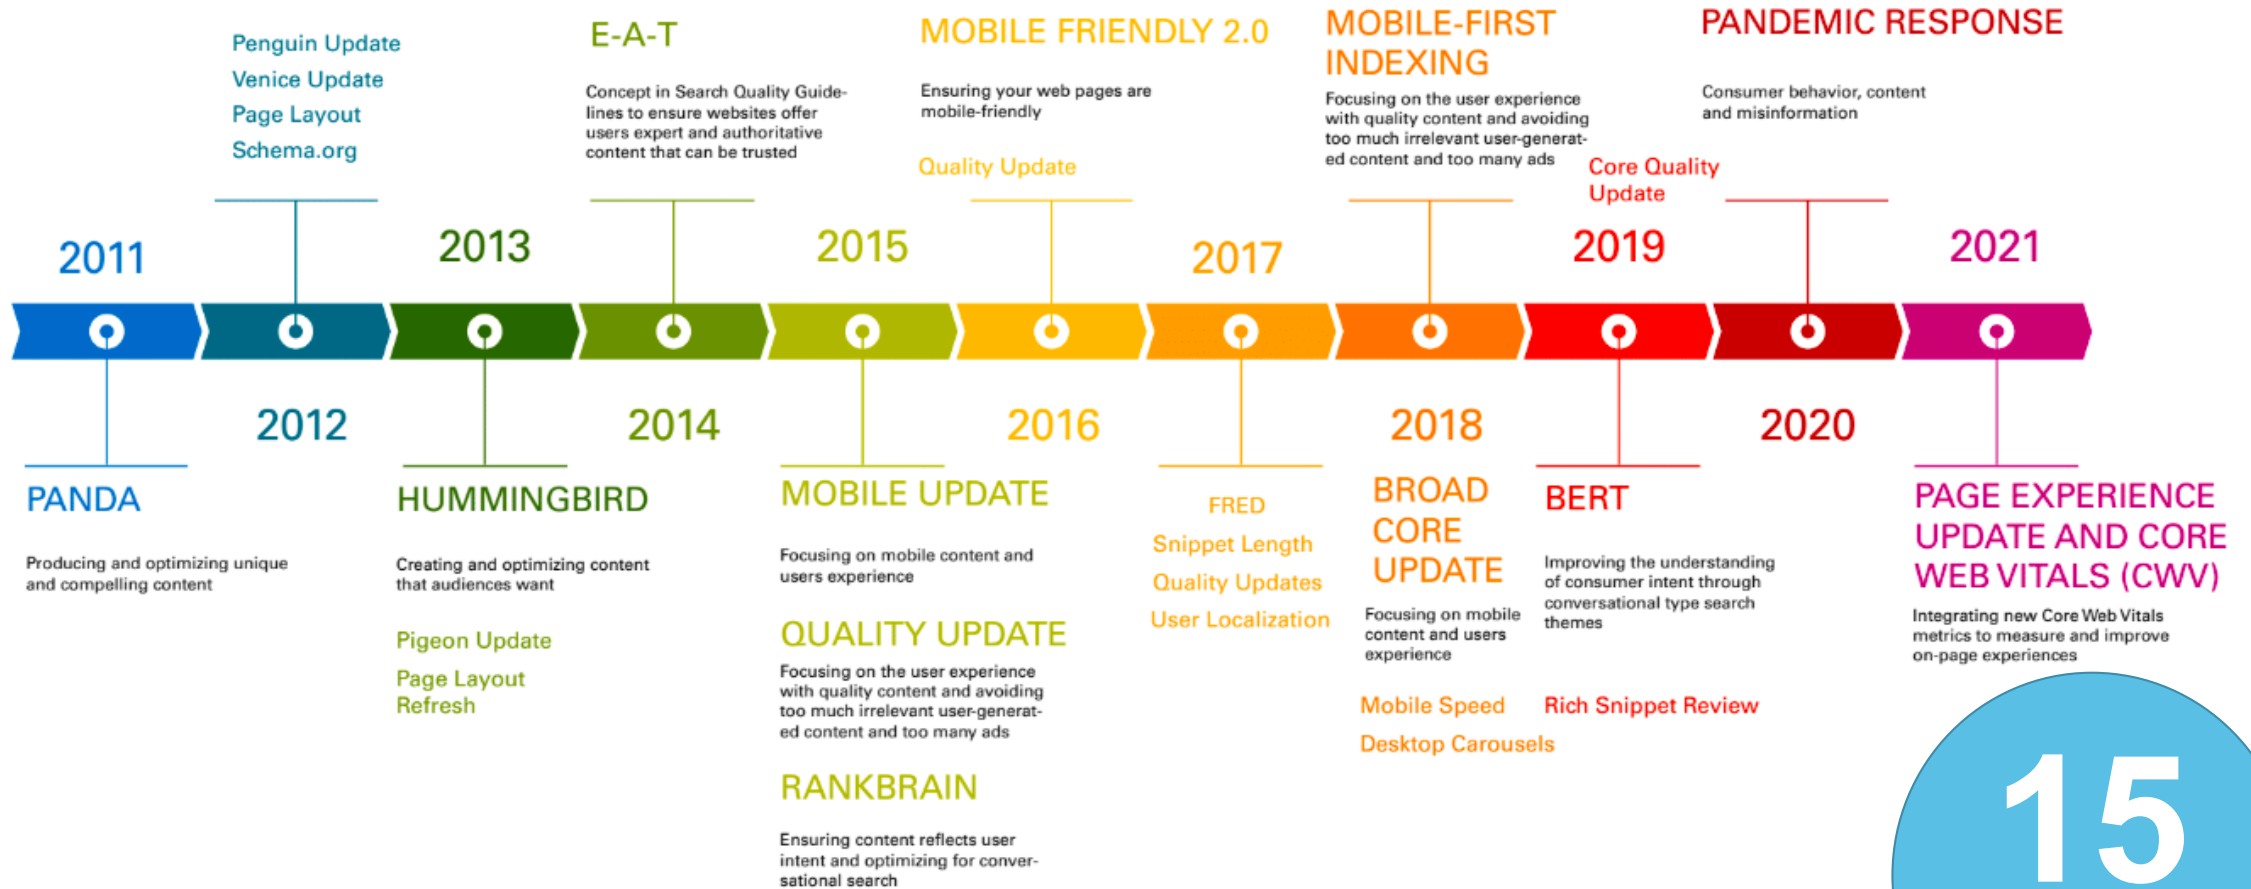 Penguin Update
Venice Update
Page Layout
Schema.org
E-A-T
Concept in Search Quality Guide-
lines to ensure websites offer
users expert and authoritative
content that can be trusted
MOBILE FRIENDLY 2.0
Ensuring your web pages are
mobile-friendly
Quality Update
MOBILE-FIRST
INDEXING
Focusing on the user experience
with quality content and avoiding
too much irrelevant user-generat-
ed content and too many ads
Core Quality
Update
PANDEMIC RESPONSE
Consumer behavior, content
and misinformation
2011
2013
2015
2017
2019
2021
2012
2014
2016
2018
2020
PANDA
Producing and optimizing unique
and compelling content
HUMMINGBIRD
Creating and optimizing content
that audiences want
Pigeon Update
Page Layout
Refresh
MOBILE UPDATE
Focusing on mobile content and
users experience
QUALITY UPDATE
Focusing on the user experience
with quality content and avoiding
too much irrelevant user-generat-
ed content and too many ads
RANKBRAIN
Ensuring content reflects user
intent and optimizing for conver-
sational search
FRED
Snippet Length
Quality Updates
User Localization
BROAD
CORE
UPDATE
Focusing on mobile
content and users
experience
Mobile Speed
Desktop Carousels
BERT
Improving the understanding
of consumer intent through
conversational type search
themes
Rich Snippet Review
PAGE EXPERIENCE
UPDATE AND CORE
WEB VITALS (CWV)
Integrating new Core Web Vitals
metrics to measure and improve
on-page experiences
15